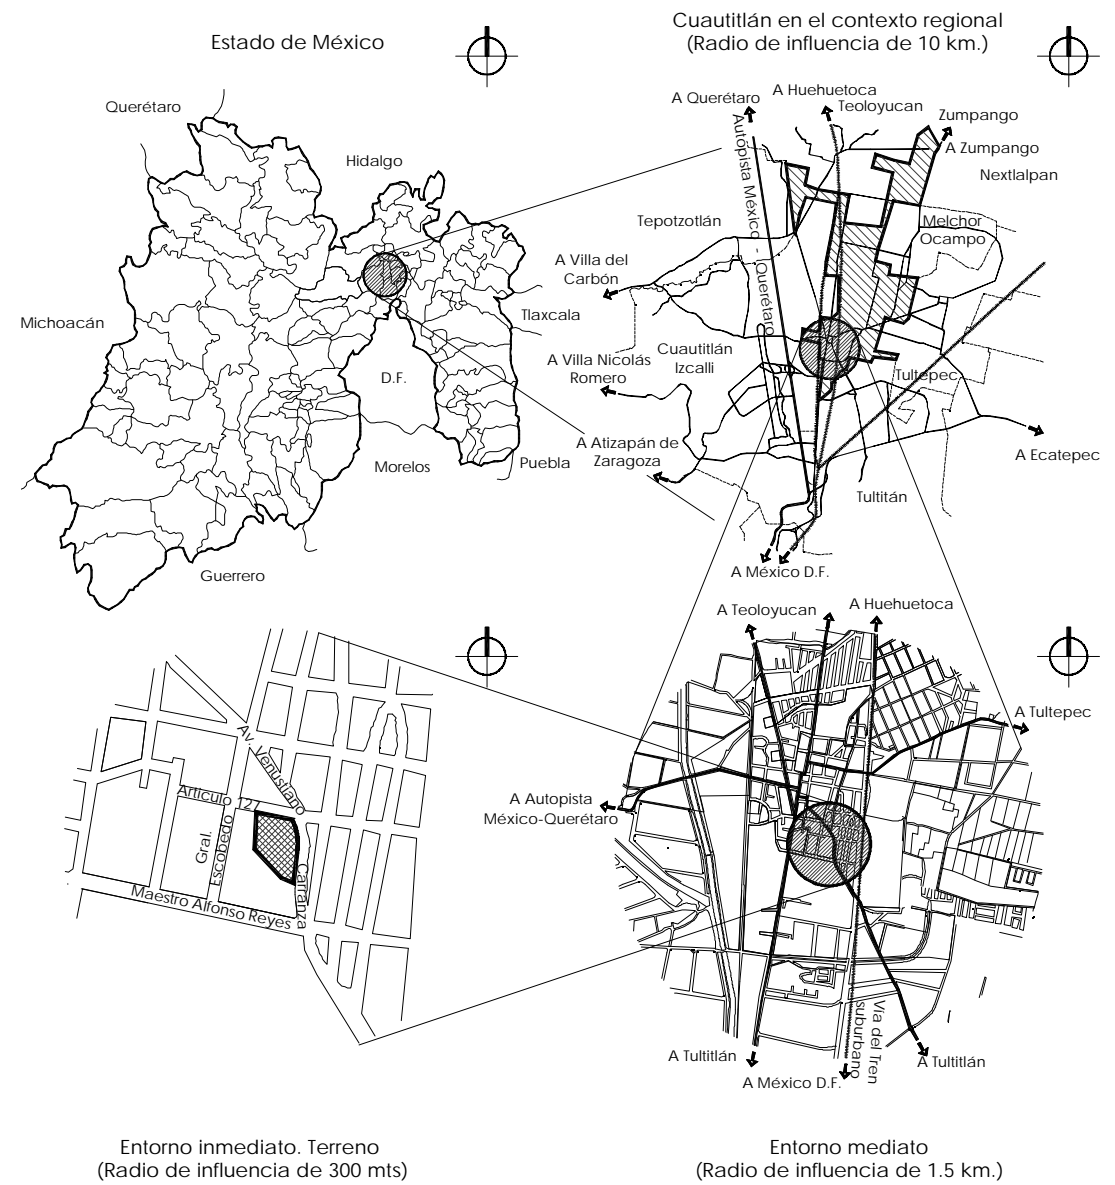 Estado de México
Querétaro
Hidalgo
Michoacán
Tlaxcala
D.F.
Morelos
Puebla
Guerrero
Cuautitlán en el contexto regional
(Radio de influencia de 10 km.)
A Querétaro
A Huehuetoca
Teoloyucan
Zumpango
A Zumpango
Nextlalpan
Autopista México - Querétaro
Tepotzotlán
Melchor
Ocampo
A Villa del
Carbón
A Villa Nicolás
Romero
Cuautitlán
Izcalli
Tultepec
A Atizapán de
Zaragoza
A Ecatepec
Tultitán
A México D.F.
Av. Venustiano
Articulo 127
Gral.
Escobedo
Carranza
Maestro Alfonso Reyes
Entorno inmediato. Terreno
(Radio de influencia de 300 mts)
A Teoloyucan
A Huehuetoca
A Tultepec
A Autopista
México-Querétaro
Vía del Tren
suburbano
A Tultitlán
A Tultitlán
A México D.F.
Entorno mediato
(Radio de influencia de 1.5 km.)